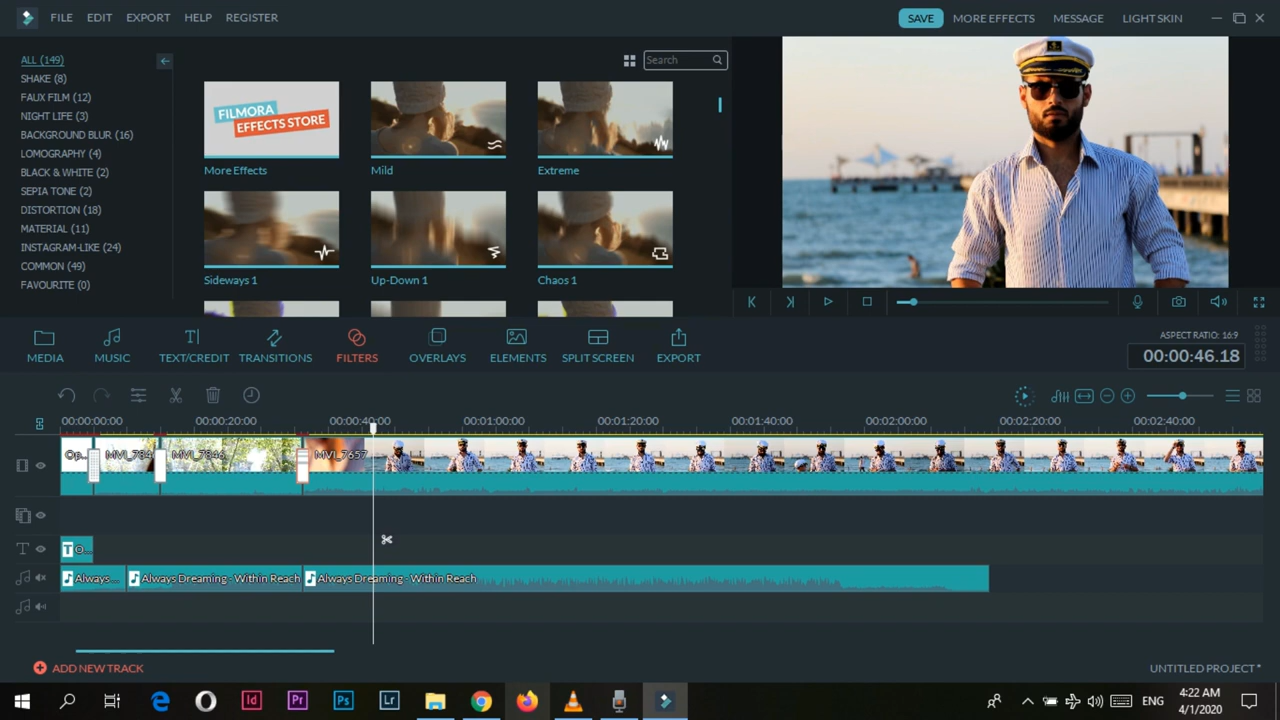 FILE EDIT EXPORT HELP REGISTER
SAVE MORE EFFECTS MESSAGE LIGHT SKIN
ALL (149)
SHAKE (8)
FAUX FILM (12)
NIGHT LIFE (3)
BACKGROUND BLUR (16)
LOMOGRAPHY (4)
BLACK & WHITE (2)
SEPIA TONE (2)
DISTORTION (18)
MATERIAL (11)
INSTAGRAM-LIKE (24)
COMMON (49)
FAVOURITE (0)
Search
FILMORA
EFFECTS STORE
More Effects Mild Extreme
Sideways 1 Up-Down 1 Chaos 1
MEDIA MUSIC TEXT/CREDIT TRANSITIONS FILTERS OVERLAYS ELEMENTS SPLIT SCREEN EXPORT
ASPECT RATIO: 16:9
00:00:46.18
00:00:00:00 00:00:20:00 00:00:40:00 00:01:00:00 00:01:20:00 00:01:40:00 00:02:00:00 00:02:20:00 00:02:40:00
Op... MVI_784 MVI_7846 MVI_7657
T O...
Always ... Always Dreaming - Within Reach Always Dreaming - Within Reach
ADD NEW TRACK
UNTITLED PROJECT *
Id Pr Ps Lr
ENG
4:22 AM
4/1/2020